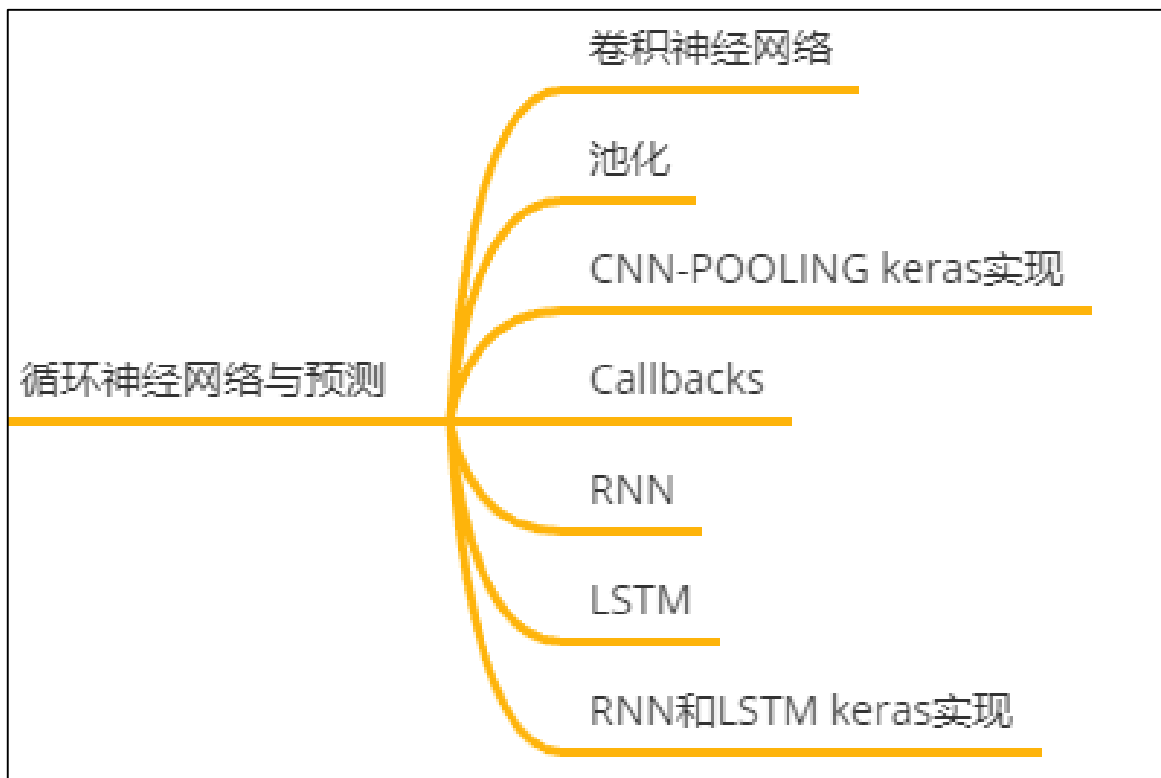 卷积神经网络
池化
CNN-POOLING keras实现
循环神经网络与预测
Callbacks
RNN
LSTM
RNN和LSTM keras实现